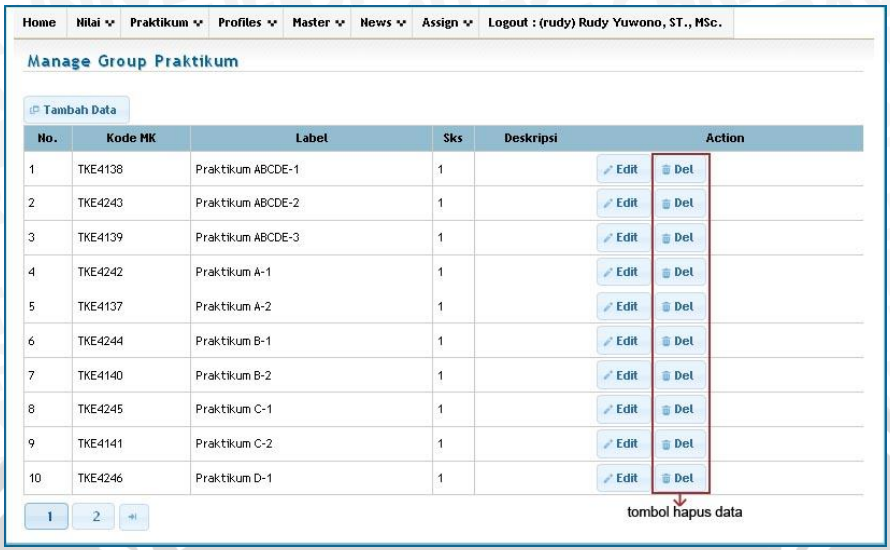 Home Nilai Praktikum Profiles Master News Assign Logout : (rudy) Rudy Yuwono, ST., MSc.
Manage Group Praktikum
Tambah Data
No. Kode MK Label Sks Deskripsi Action
1 TKE4138 Praktikum ABCDE-1 1 Edit Del
2 TKE4243 Praktikum ABCDE-2 1 Edit Del
3 TKE4139 Praktikum ABCDE-3 1 Edit Del
4 TKE4242 Praktikum A-1 1 Edit Del
5 TKE4137 Praktikum A-2 1 Edit Del
6 TKE4244 Praktikum B-1 1 Edit Del
7 TKE4140 Praktikum B-2 1 Edit Del
8 TKE4245 Praktikum C-1 1 Edit Del
9 TKE4141 Praktikum C-2 1 Edit Del
10 TKE4246 Praktikum D-1 1 Edit Del
1 2
tombol hapus data